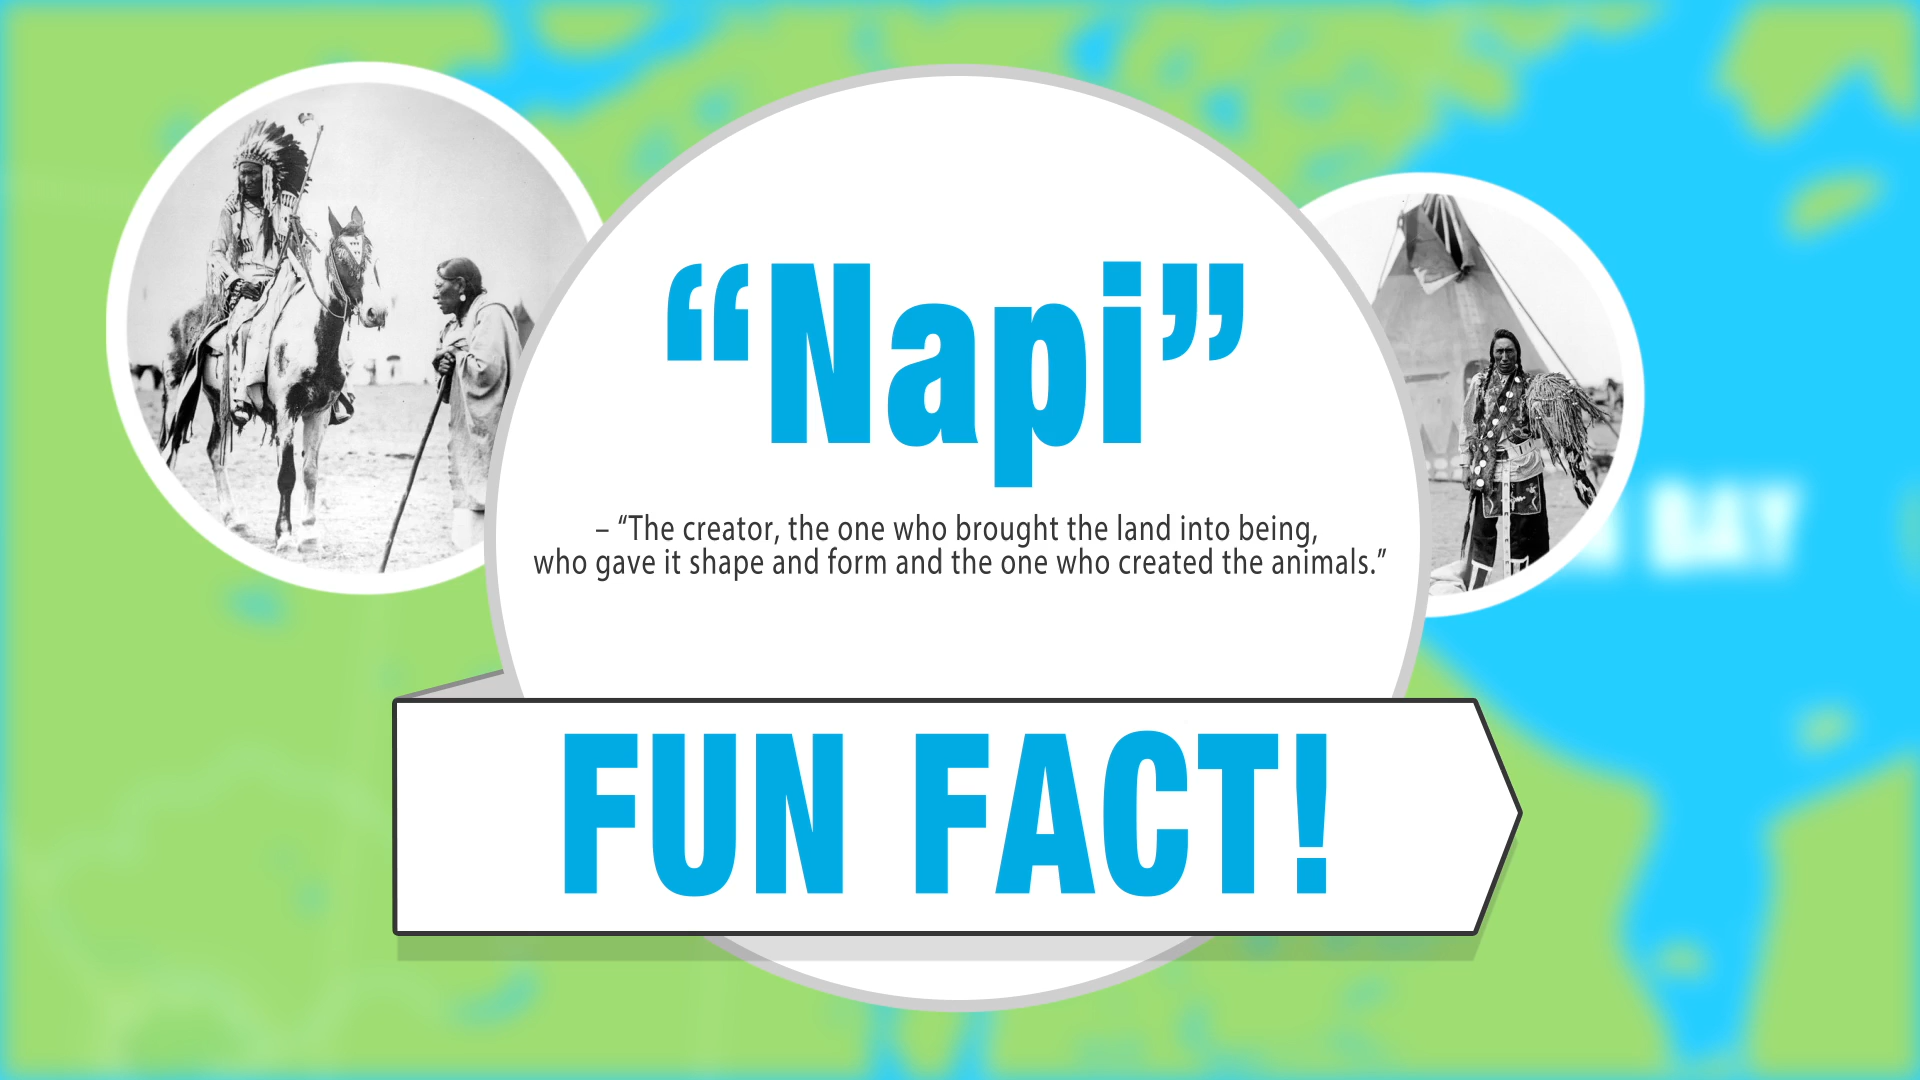 “Napi”
– “The creator, the one who brought the land into being,
who gave it shape and form and the one who created the animals.”
FUN FACT!
BAY